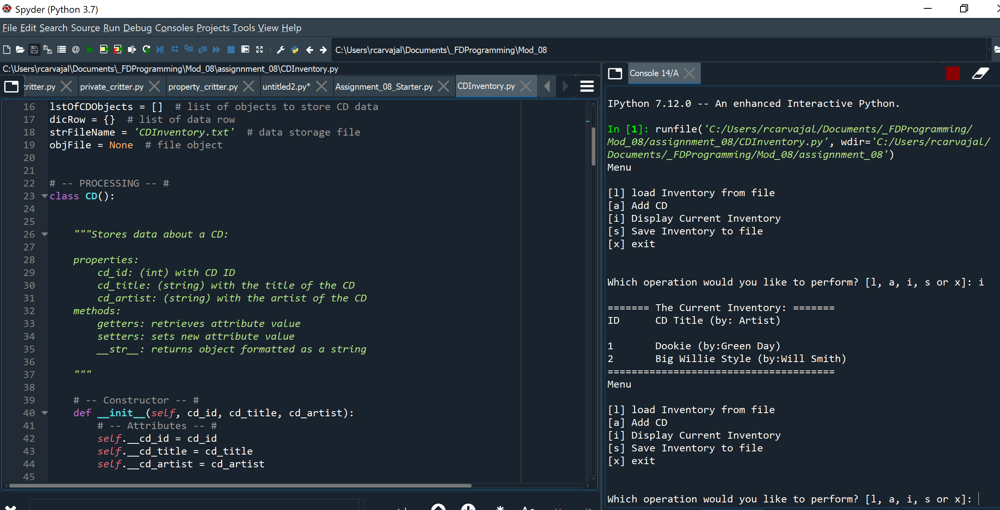 Spyder (Python 3.7)
File Edit Search Source Run Debug Consoles Projects Tools View Help
C:\Users\rcarvajal\Documents\_FDProgramming\Mod_08
C:\Users\rcarvajal\Documents\_FDProgramming\Mod_08\assignnment_08\CDInventory.py
critter.py private_critter.py property_critter.py untitled2.py* Assignment_08_Starter.py CDInventory.py
16 lstOfCDObjects = []  # list of objects to store CD data
17 dicRow = {}  # list of data row
18 strFileName = 'CDInventory.txt'  # data storage file
19 objFile = None  # file object
20
21
22 # -- PROCESSING -- #
23 class CD():
24
25
26     """Stores data about a CD:
27
28     properties:
29         cd_id: (int) with CD ID
30         cd_title: (string) with the title of the CD
31         cd_artist: (string) with the artist of the CD
32     methods:
33         getters: retrieves attribute value
34         setters: sets new attribute value
35         __str__: returns object formatted as a string
36
37     """
38
39     # -- Constructor -- #
40     def __init__(self, cd_id, cd_title, cd_artist):
41         # -- Attributes -- #
42         self.__cd_id = cd_id
43         self.__cd_title = cd_title
44         self.__cd_artist = cd_artist
45
Console 14/A
IPython 7.12.0 -- An enhanced Interactive Python.
In [1]: runfile('C:/Users/rcarvajal/Documents/_FDProgramming/
Mod_08/assignnment_08/CDInventory.py', wdir='C:/Users/rcarvajal/
Documents/_FDProgramming/Mod_08/assignnment_08')
Menu
[l] load Inventory from file
[a] Add CD
[i] Display Current Inventory
[s] Save Inventory to file
[x] exit
Which operation would you like to perform? [l, a, i, s or x]: i
======= The Current Inventory: =======
ID      CD Title (by: Artist)
1       Dookie (by:Green Day)
2       Big Willie Style (by:Will Smith)
======================================
Menu
[l] load Inventory from file
[a] Add CD
[i] Display Current Inventory
[s] Save Inventory to file
[x] exit
Which operation would you like to perform? [l, a, i, s or x]: